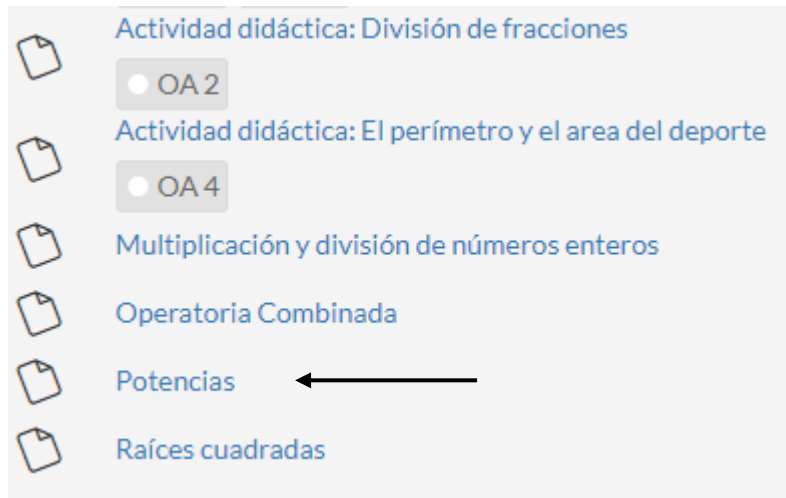 Actividad didáctica: División de fracciones
OA 2
Actividad didáctica: El perímetro y el area del deporte
OA 4
Multiplicación y división de números enteros
Operatoria Combinada
Potencias
Raíces cuadradas